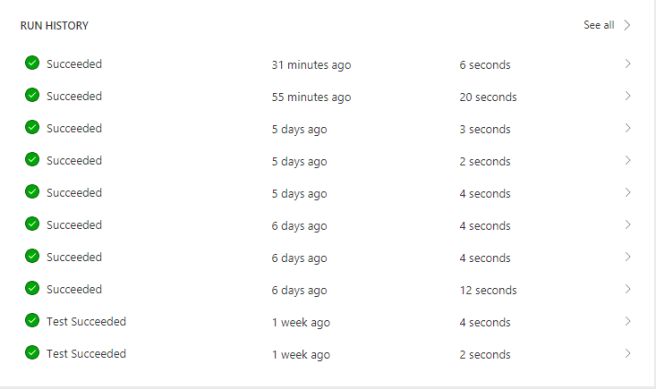 RUN HISTORY See all
Succeeded 31 minutes ago 6 seconds
Succeeded 55 minutes ago 20 seconds
Succeeded 5 days ago 3 seconds
Succeeded 5 days ago 2 seconds
Succeeded 5 days ago 4 seconds
Succeeded 6 days ago 4 seconds
Succeeded 6 days ago 4 seconds
Succeeded 6 days ago 12 seconds
Test Succeeded 1 week ago 4 seconds
Test Succeeded 1 week ago 2 seconds